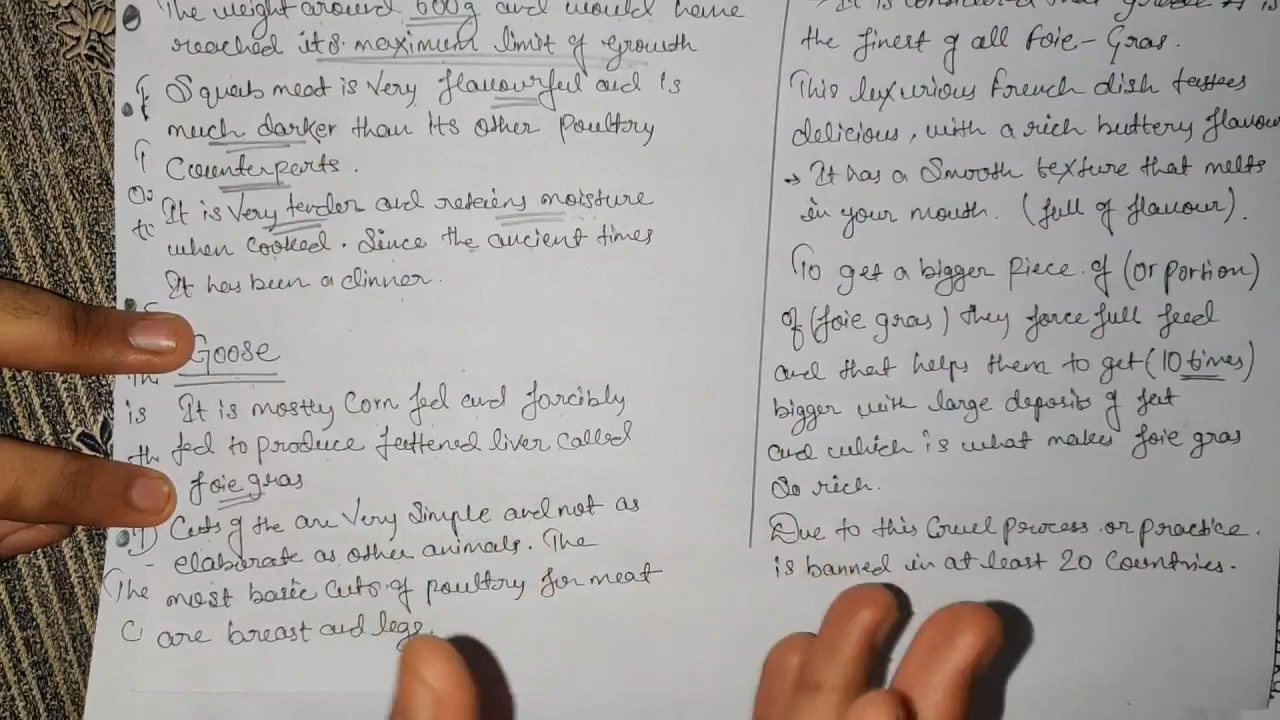 The weight around 600g and would have
reached its maximum limit of growth
Squab meat is very flavourful and is
much darker than its other poultry
Counterparts.
It is very tender and retains moisture
when cooked. Since the ancient times
It has been a dinner.
Goose
It is mostly Corn fed and forcibly
fed to produce fattened liver called
foie gras
Cuts of the are very simple and not as
elaborate as other animals. The
most basic cuts of poultry for meat
are breast and legs.
→ It is considered that goose
the finest of all Foie-Gras.
This luxurious French dish tastes
delicious, with a rich buttery flavour
→ It has a smooth texture that melts
in your mouth. (full of flavour).
To get a bigger piece of (or portion)
of (foie gras) they force full feed
and that helps them to get (10 times)
bigger with large deposits of fat
and which is what makes foie gras
so rich.
Due to this cruel process or practice.
is banned in at least 20 Countries.